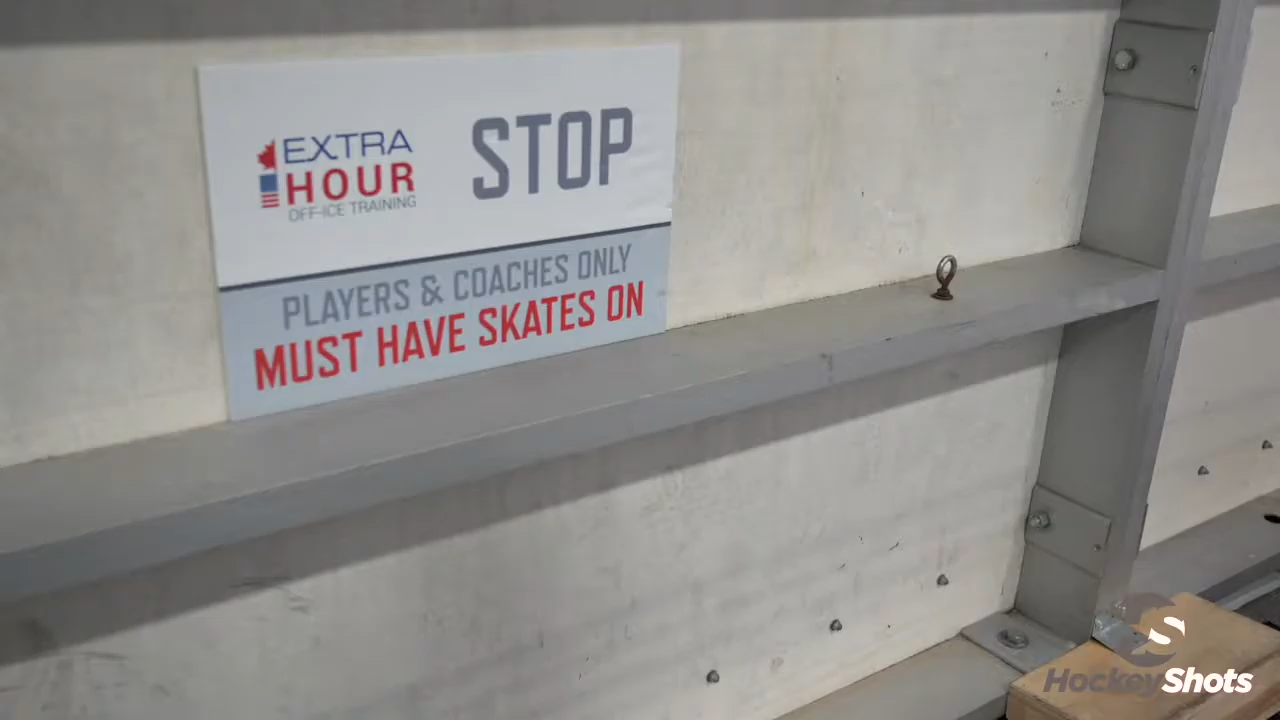 EXTRA
HOUR
OFF-ICE TRAINING
STOP
PLAYERS & COACHES ONLY
MUST HAVE SKATES ON
HockeyShots